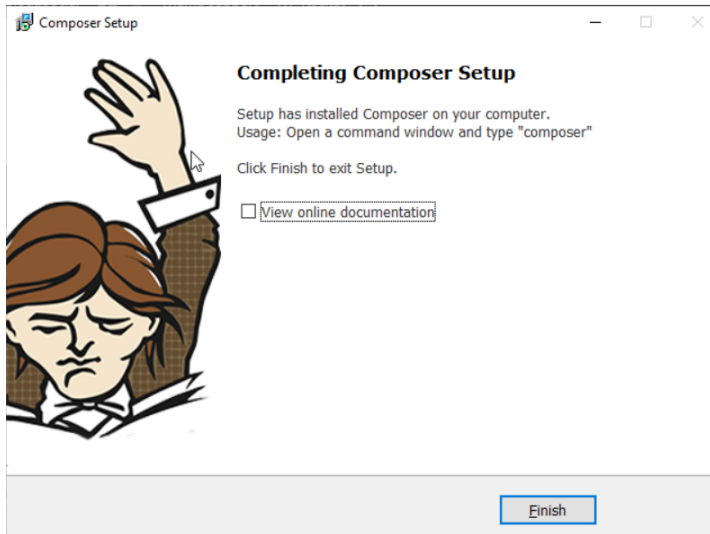 Composer Setup
Completing Composer Setup
Setup has installed Composer on your computer.
Usage: Open a command window and type "composer"
Click Finish to exit Setup.
View online documentation
Finish